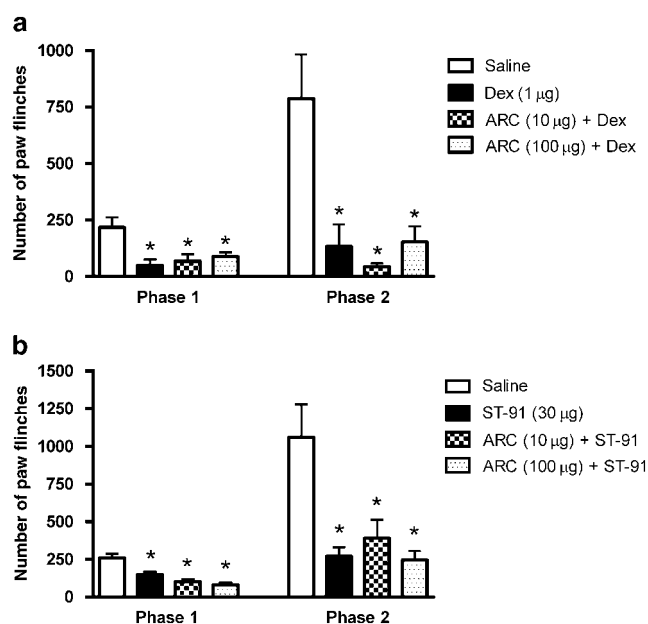 a
Number of paw flinches
1000
750
500
250
0
* * *
* * *
Phase 1
Phase 2
Saline
Dex (1 µg)
ARC (10 µg) + Dex
ARC (100 µg) + Dex
b
Number of paw flinches
1500
1250
1000
750
500
250
0
* * *
* * *
Phase 1
Phase 2
Saline
ST-91 (30 µg)
ARC (10 µg) + ST-91
ARC (100 µg) + ST-91